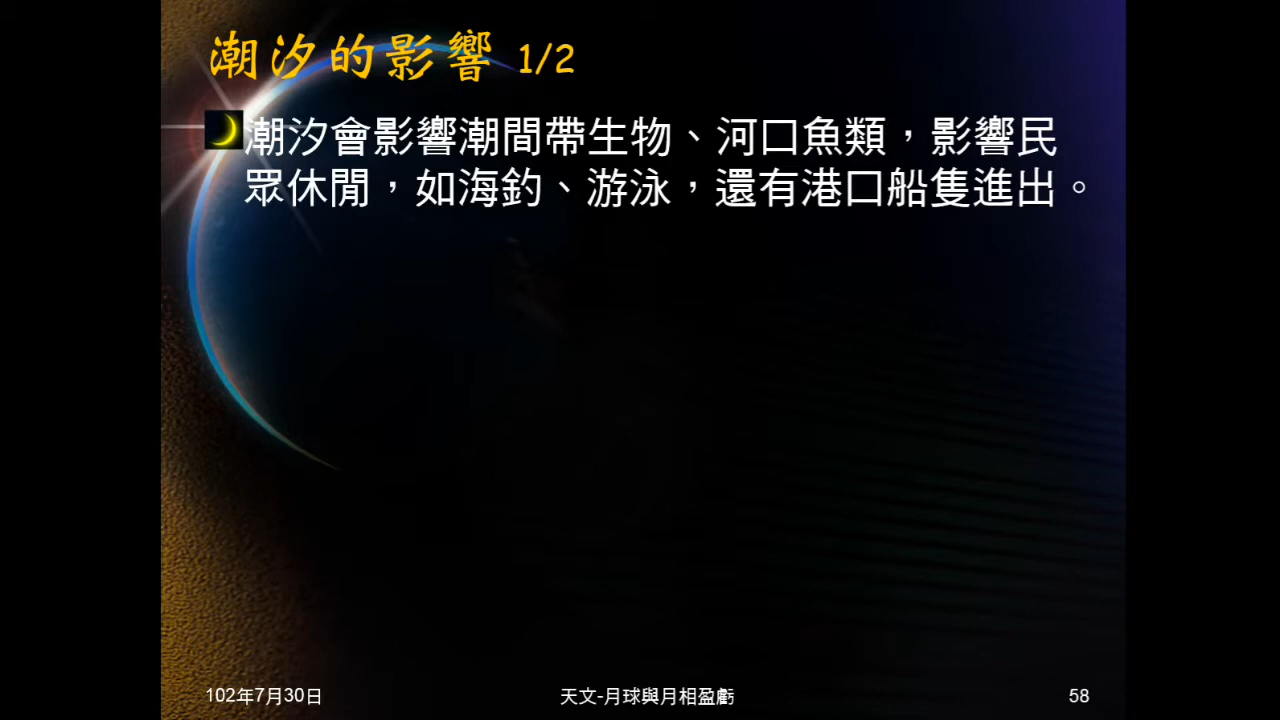 潮汐的影響 1/2
潮汐會影響潮間帶生物、河口魚類，影響民
眾休閒，如海釣、游泳，還有港口船隻進出。
102年7月30日
天文-月球與月相盈虧
58